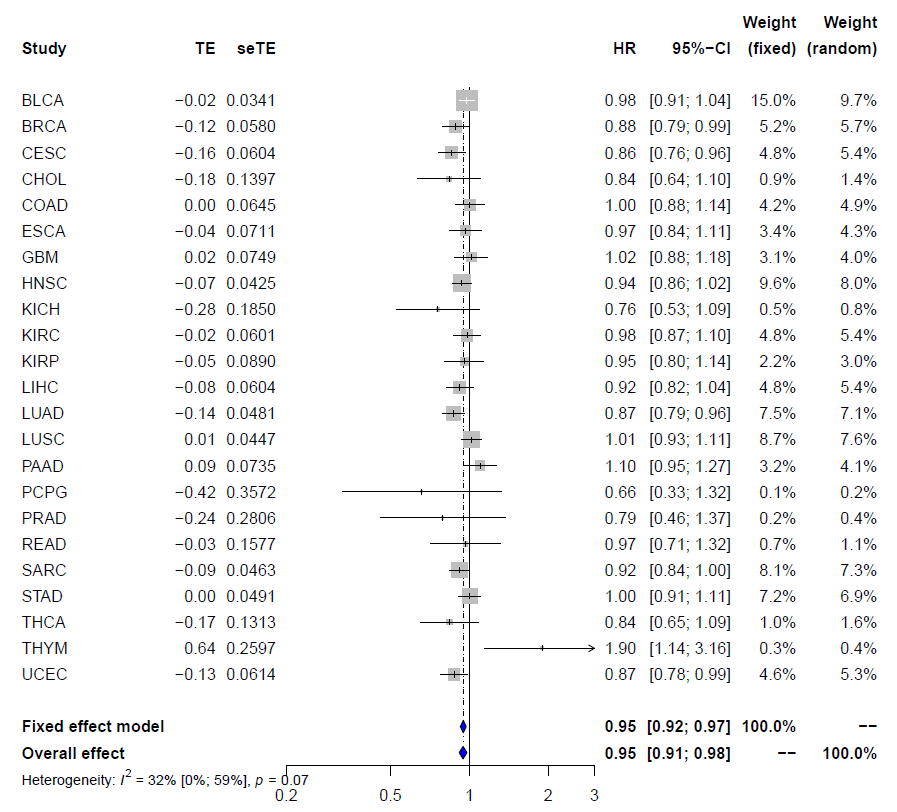 Weight Weight
Study TE seTE HR 95%−CI (fixed) (random)
BLCA −0.02 0.0341 0.98 [0.91; 1.04] 15.0% 9.7%
BRCA −0.12 0.0580 0.88 [0.79; 0.99] 5.2% 5.7%
CESC −0.16 0.0604 0.86 [0.76; 0.96] 4.8% 5.4%
CHOL −0.18 0.1397 0.84 [0.64; 1.10] 0.9% 1.4%
COAD 0.00 0.0645 1.00 [0.88; 1.14] 4.2% 4.9%
ESCA −0.04 0.0711 0.97 [0.84; 1.11] 3.4% 4.3%
GBM 0.02 0.0749 1.02 [0.88; 1.18] 3.1% 4.0%
HNSC −0.07 0.0425 0.94 [0.86; 1.02] 9.6% 8.0%
KICH −0.28 0.1850 0.76 [0.53; 1.09] 0.5% 0.8%
KIRC −0.02 0.0601 0.98 [0.87; 1.10] 4.8% 5.4%
KIRP −0.05 0.0890 0.95 [0.80; 1.14] 2.2% 3.0%
LIHC −0.08 0.0604 0.92 [0.82; 1.04] 4.8% 5.4%
LUAD −0.14 0.0481 0.87 [0.79; 0.96] 7.5% 7.1%
LUSC 0.01 0.0447 1.01 [0.93; 1.11] 8.7% 7.6%
PAAD 0.09 0.0735 1.10 [0.95; 1.27] 3.2% 4.1%
PCPG −0.42 0.3572 0.66 [0.33; 1.32] 0.1% 0.2%
PRAD −0.24 0.2806 0.79 [0.46; 1.37] 0.2% 0.4%
READ −0.03 0.1577 0.97 [0.71; 1.32] 0.7% 1.1%
SARC −0.09 0.0463 0.92 [0.84; 1.00] 8.1% 7.3%
STAD 0.00 0.0491 1.00 [0.91; 1.11] 7.2% 6.9%
THCA −0.17 0.1313 0.84 [0.65; 1.09] 1.0% 1.6%
THYM 0.64 0.2597 1.90 [1.14; 3.16] 0.3% 0.4%
UCEC −0.13 0.0614 0.87 [0.78; 0.99] 4.6% 5.3%
Fixed effect model 0.95 [0.92; 0.97] 100.0% −−
Overall effect 0.95 [0.91; 0.98] −− 100.0%
Heterogeneity: I² = 32% [0%; 59%], p = 0.07
0.2 0.5 1 2 3